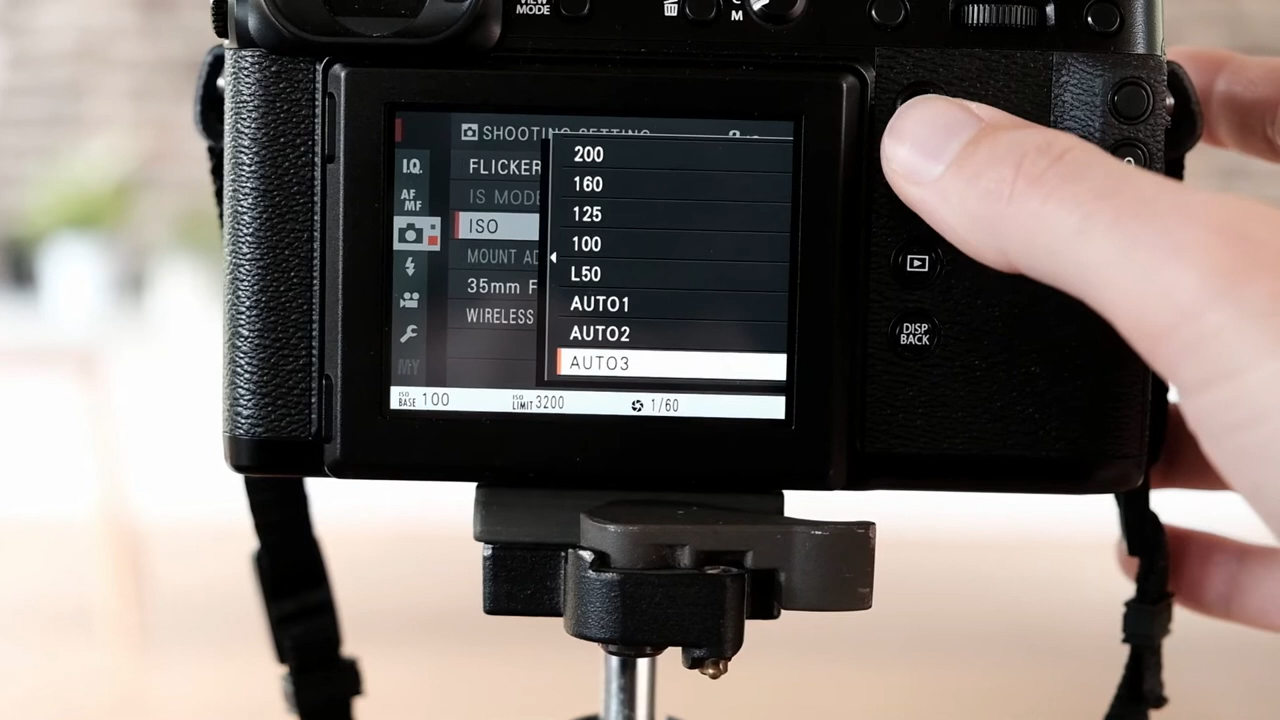 VIEW
MODE
C
M
SHOOTING SETTING
I.Q.
FLICKER
AF
MF
IS MODE
ISO
MOUNT AD
35mm F
WIRELESS
MY
200
160
125
100
L50
AUTO1
AUTO2
AUTO3
ISO
BASE 100
ISO
LIMIT 3200
1/60
DISP
BACK
Q